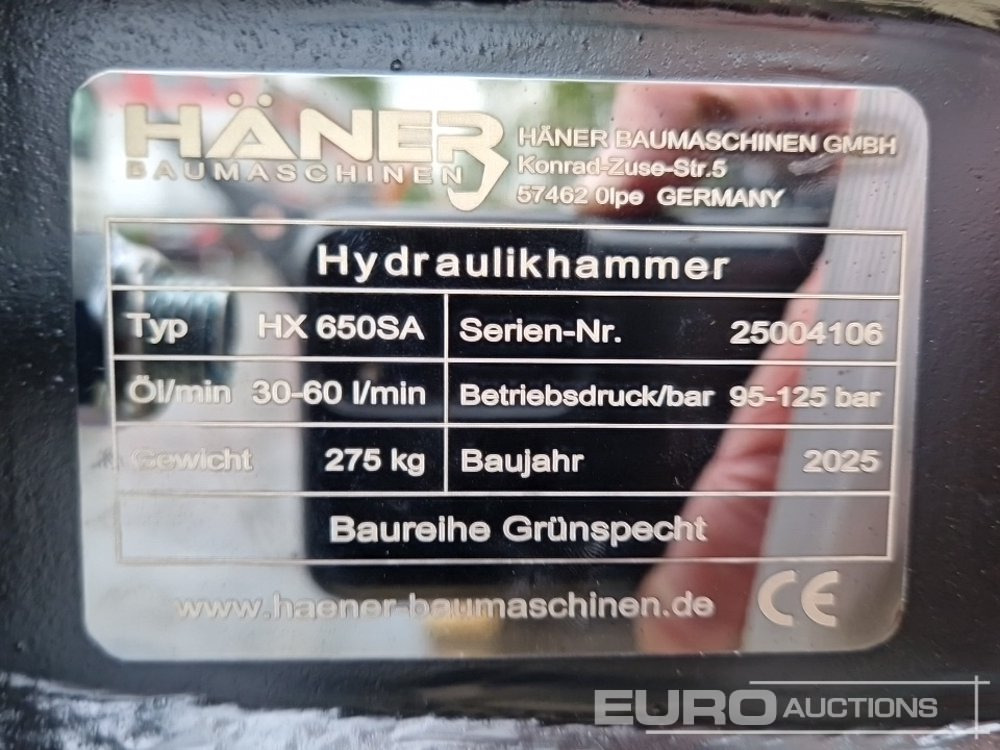 HÄNER
BAUMASCHINEN
HÄNER BAUMASCHINEN GMBH
Konrad-Zuse-Str.5
57462 Olpe GERMANY
Hydraulikhammer
Typ HX 650SA Serien-Nr. 25004106
Öl/min 30-60 l/min Betriebsdruck/bar 95-125 bar
Gewicht 275 kg Baujahr 2025
Baureihe Grünspecht
www.haener-baumaschinen.de CE
EURO AUCTIONS